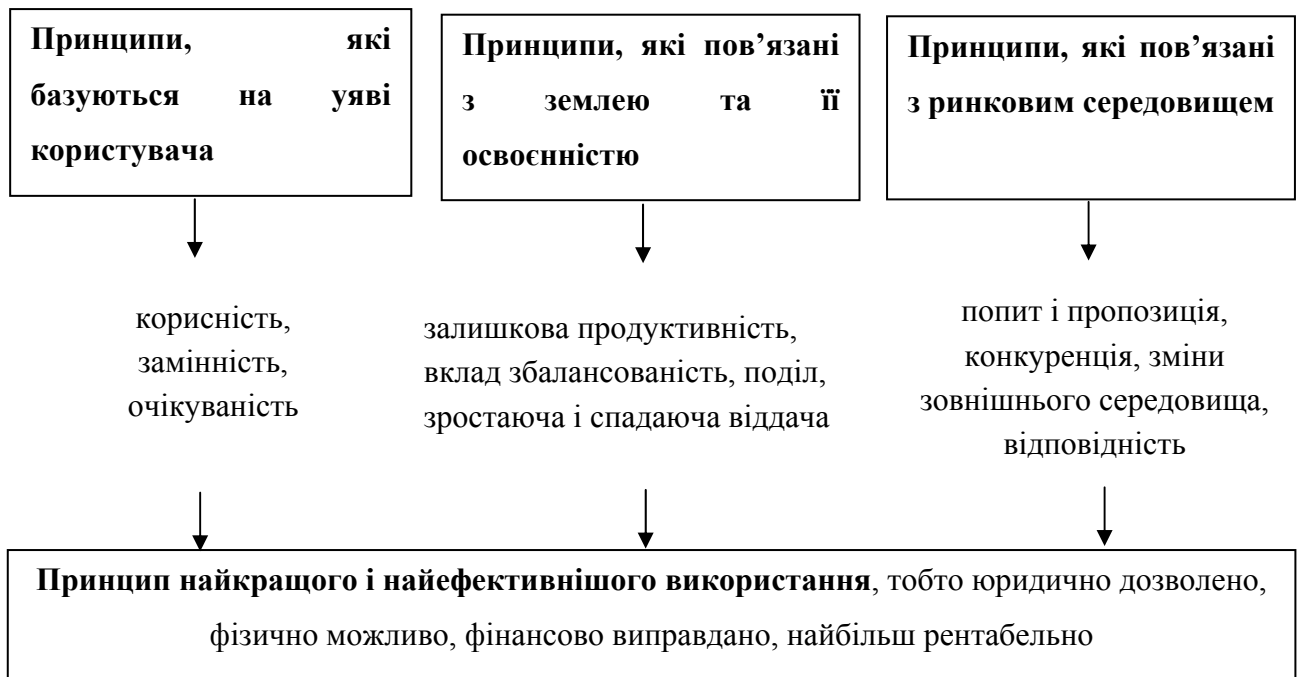 Принципи, які
базуються на уяві
користувача
Принципи, які пов’язані
з землею та її
освоєнністю
Принципи, які пов’язані
з ринковим середовищем
корисність,
замінність,
очікуваність
залишкова продуктивність,
вклад збалансованість, поділ,
зростаюча і спадаюча віддача
попит і пропозиція,
конкуренція, зміни
зовнішнього середовища,
відповідність
Принцип найкращого і найефективнішого використання, тобто юридично дозволено,
фізично можливо, фінансово виправдано, найбільш рентабельно